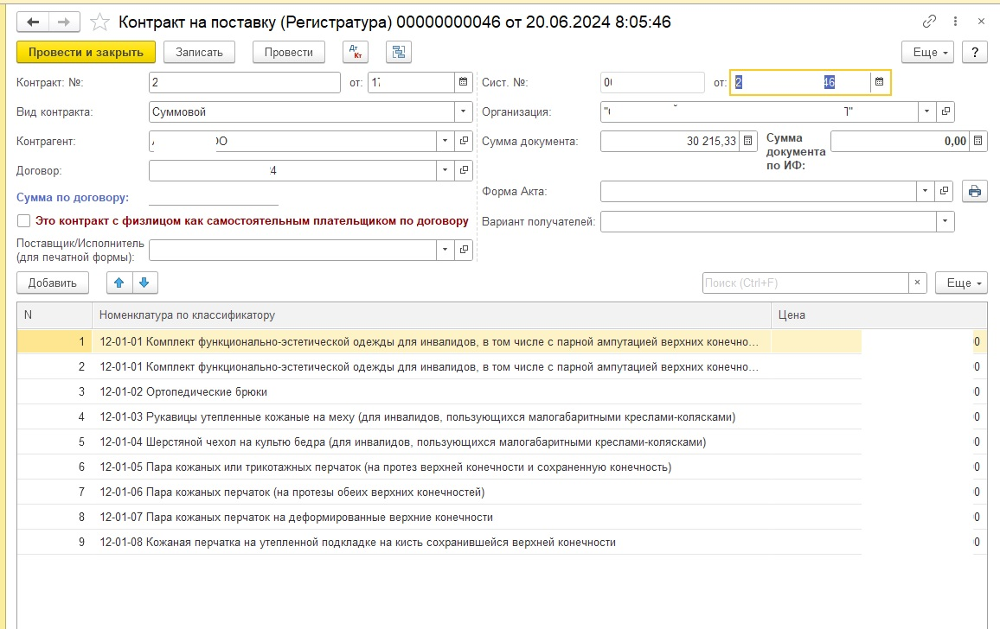 Контракт на поставку (Регистратура) 00000000046 от 20.06.2024 8:05:46
Провести и закрыть Записать Провести Дт Кт Еще ?
Контракт: №: 2 от: 17 Сист. №: от: 2 46
Вид контракта: Суммовой Организация:
Контрагент: Сумма документа: 30 215,33 Сумма документа по ИФ: 0,00
Договор:
Сумма по договору: Форма Акта:
Это контракт с физлицом как самостоятельным плательщиком по договору Вариант получателей:
Поставщик/Исполнитель
(для печатной формы):
Добавить Поиск (Ctrl+F) × Еще
N Номенклатура по классификатору Цена
1 12-01-01 Комплект функционально-эстетической одежды для инвалидов, в том числе с парной ампутацией верхних конечно... 0
2 12-01-01 Комплект функционально-эстетической одежды для инвалидов, в том числе с парной ампутацией верхних конечно... 0
3 12-01-02 Ортопедические брюки 0
4 12-01-03 Рукавицы утепленные кожаные на меху (для инвалидов, пользующихся малогабаритными креслами-колясками) 0
5 12-01-04 Шерстяной чехол на культю бедра (для инвалидов, пользующихся малогабаритными креслами-колясками) 0
6 12-01-05 Пара кожаных или трикотажных перчаток (на протез верхней конечности и сохраненную конечность) 0
7 12-01-06 Пара кожаных перчаток (на протезы обеих верхних конечностей) 0
8 12-01-07 Пара кожаных перчаток на деформированные верхние конечности 0
9 12-01-08 Кожаная перчатка на утепленной подкладке на кисть сохранившейся верхней конечности 0